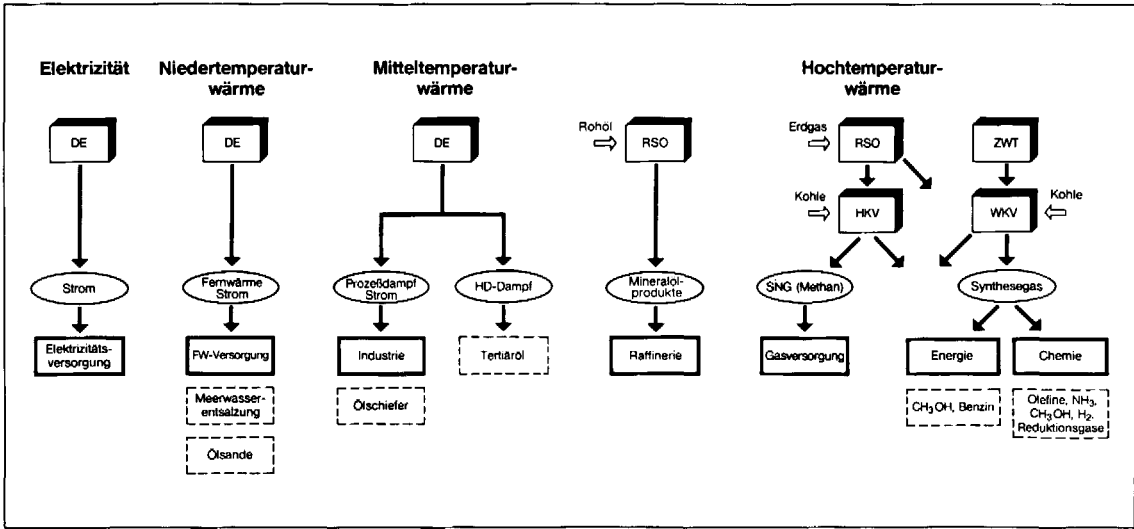 Elektrizität
Niedertemperatur-
wärme
Mitteltemperatur-
wärme
Hochtemperatur-
wärme
DE
DE
DE
Rohöl
RSO
Erdgas
RSO
ZWT
Kohle
HKV
WKV
Kohle
Strom
Fernwärme
Strom
Prozeßdampf
Strom
HD-Dampf
Mineralöl-
produkte
SNG (Methan)
Synthesegas
Elektrizitäts-
versorgung
FW-Versorgung
Industrie
Tertiäröl
Raffinerie
Gasversorgung
Energie
Chemie
Meerwasser-
entsalzung
Ölschiefer
CH₃OH, Benzin
Olefine, NH₃,
CH₃OH, H₂.
Reduktionsgase
Ölsande